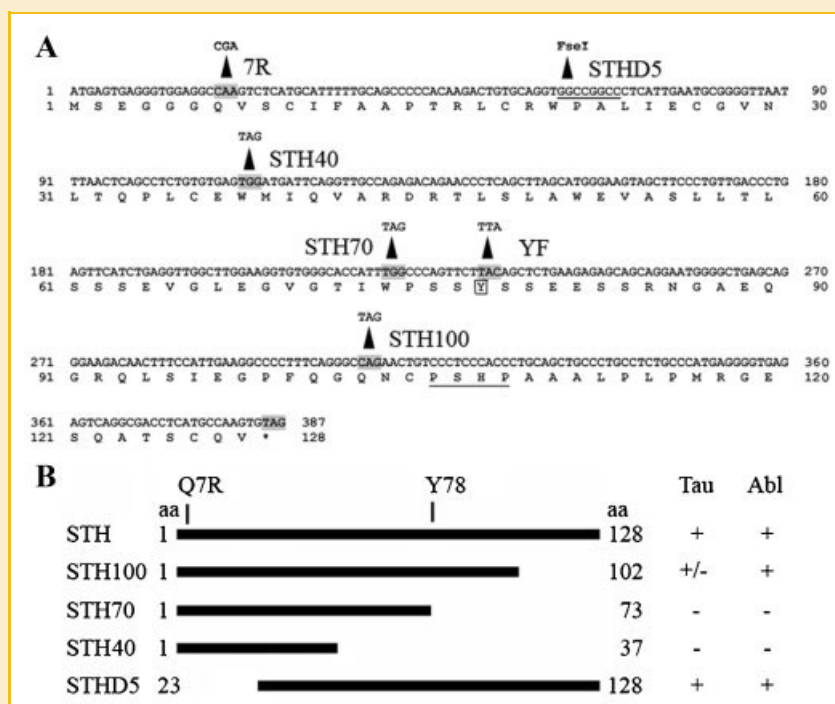 A
CGA FseI
7R STHD5
1 ATGAGTGAGGGTGGAGGCCAAGTCTCATGCATTTTTGCAGCCCCCACAAGACTGTGCAGGTGGCCGGCCCTCATTGAATGCGGGGTTAAT 90
1 M S E G G G Q V S C I F A A P T R L C R W P A L I E C G V N 30
TAG
STH40
91 TTAACTCAGCCTCTGTGTGAGTGGATGATTCAGGTTGCCAGAGACAGAACCCTCAGCTTAGCATGGGAAGTAGCTTCCCTGTTGACCCTG 180
31 L T Q P L C E W M I Q V A R D R T L S L A W E V A S L L T L 60
TAG TTA
STH70 YF
181 AGTTCATCTGAGGTTGGCTTGGAAGGTGTGGGCACCATTTGGCCCAGTTCTTACAGCTCTGAAGAGAGCAGCAGGAATGGGGCTGAGCAG 270
61 S S S E V G L E G V G T I W P S S Y S S E E S S R N G A E Q 90
TAG
STH100
271 GGAAGACAACTTTCCATTGAAGGCCCCTTTCAGGGCCAGAACTGTCCCTCCCACCCTGCAGCTGCCCTGCCTCTGCCCATGAGGGGTGAG 360
91 G R Q L S I E G P F Q G Q N C P S H P A A A L P L P M R G E 120
361 AGTCAGGCGACCTCATGCCAAGTGTAG 387
121 S Q A T S C Q V * 128
B Q7R Y78 Tau Abl
aa aa
STH 1 128 + +
STH100 1 102 +/- +
STH70 1 73 - -
STH40 1 37 - -
STHD5 23 128 + +